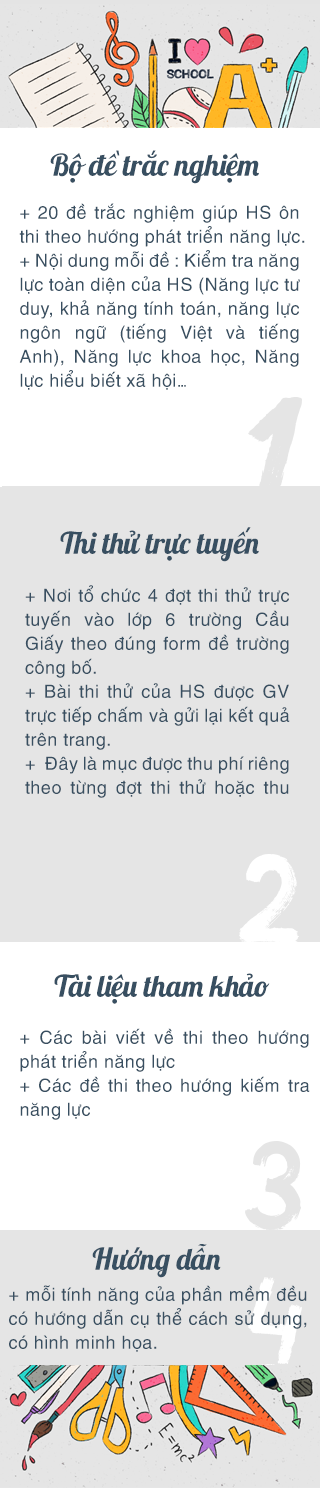 I
SCHOOL
A+
Bộ đề trắc nghiệm
+ 20 đề trắc nghiệm giúp HS ôn
thi theo hướng phát triển năng lực.
+ Nội dung mỗi đề : Kiểm tra năng
lực toàn diện của HS (Năng lực tư
duy, khả năng tính toán, năng lực
ngôn ngữ (tiếng Việt và tiếng
Anh), Năng lực khoa học, Năng
lực hiểu biết xã hội...
1
Thi thử trực tuyến
+ Nơi tổ chức 4 đợt thi thử trực
tuyến vào lớp 6 trường Cầu
Giấy theo đúng form đề trường
công bố.
+ Bài thi thử của HS được GV
trực tiếp chấm và gửi lại kết quả
trên trang.
+ Đây là mục được thu phí riêng
theo từng đợt thi thử hoặc thu
2
Tài liệu tham khảo
+ Các bài viết về thi theo hướng
phát triển năng lực
+ Các đề thi theo hướng kiếm tra
năng lực
3
Hướng dẫn
4
+ mỗi tính năng của phần mềm đều
có hướng dẫn cụ thể cách sử dụng,
có hình minh họa.
E=mc²